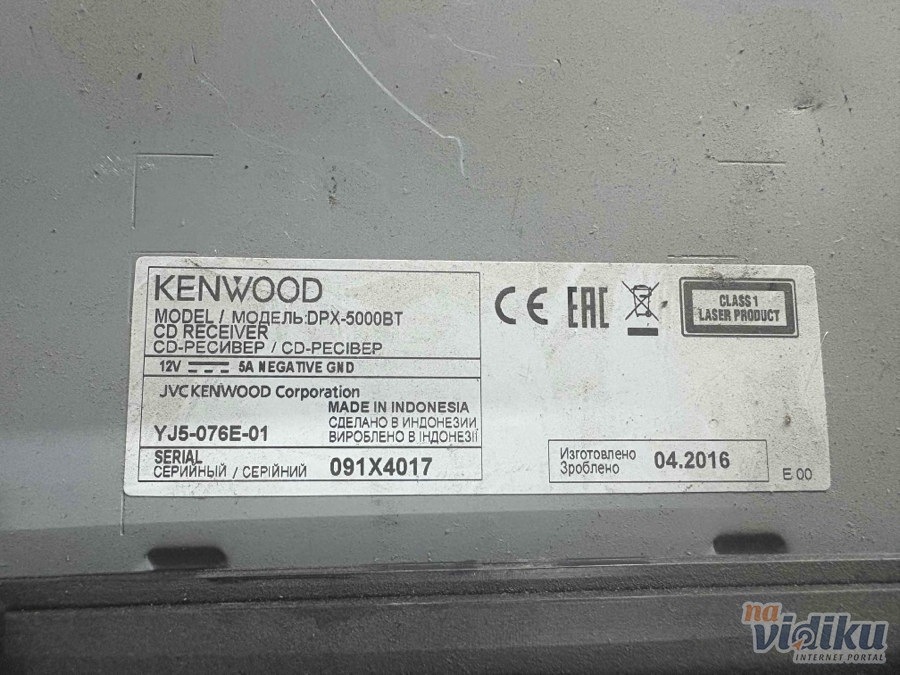 KENWOOD
MODEL / МОДЕЛЬ:DPX-5000BT
CD RECEIVER
CD-РЕСИВЕР / CD-РЕСІВЕР
12V 5A NEGATIVE GND
JVCKENWOOD Corporation
MADE IN INDONESIA
СДЕЛАНО В ИНДОНЕЗИИ
YJ5-076E-01
ВИРОБЛЕНО В ІНДОНЕЗІЇ
SERIAL
СЕРИЙНЫЙ / СЕРІЙНИЙ 091X4017
CE EAC
CLASS 1
LASER PRODUCT
Изготовлено
Зроблено 04.2016
E 00
na
vidiku
INTERNET PORTAL